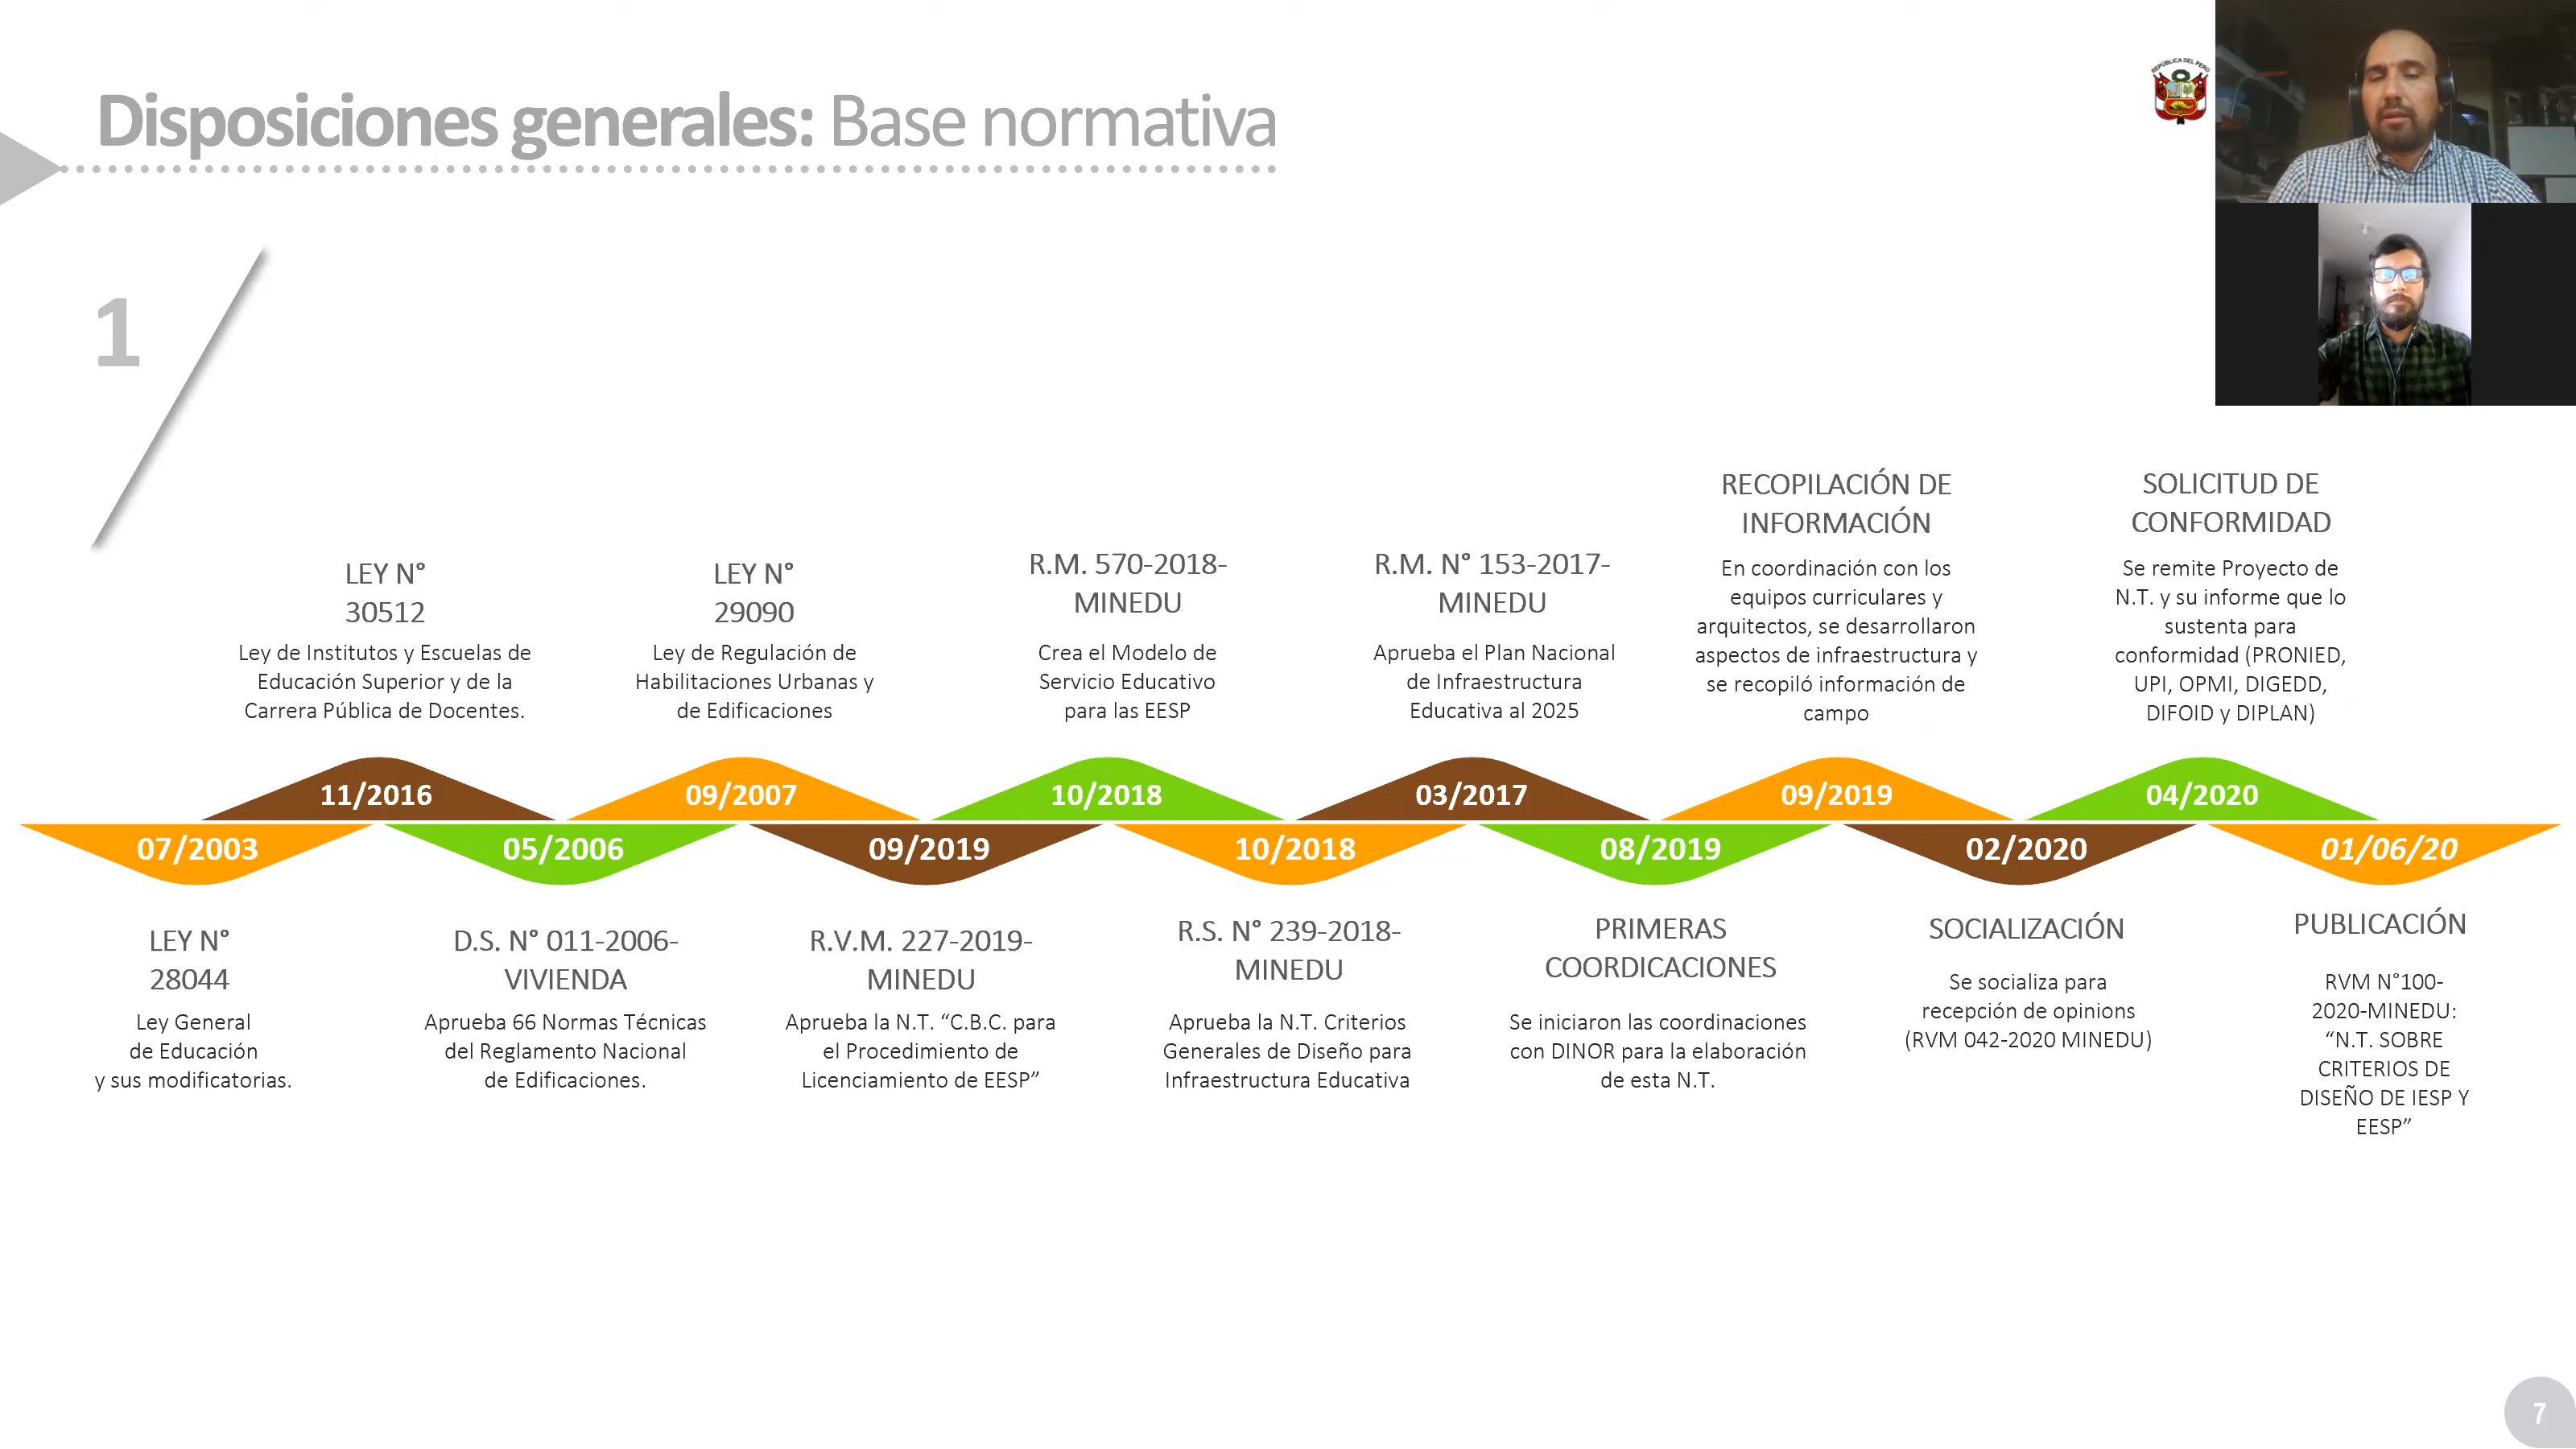 Disposiciones generales: Base normativa
REPÚBLICA DEL PERÚ
1
LEY N°
30512
Ley de Institutos y Escuelas de
Educación Superior y de la
Carrera Pública de Docentes.
LEY N°
29090
Ley de Regulación de
Habilitaciones Urbanas y
de Edificaciones
R.M. 570-2018-
MINEDU
Crea el Modelo de
Servicio Educativo
para las EESP
R.M. N° 153-2017-
MINEDU
Aprueba el Plan Nacional
de Infraestructura
Educativa al 2025
RECOPILACIÓN DE
INFORMACIÓN
En coordinación con los
equipos curriculares y
arquitectos, se desarrollaron
aspectos de infraestructura y
se recopiló información de
campo
SOLICITUD DE
CONFORMIDAD
Se remite Proyecto de
N.T. y su informe que lo
sustenta para
conformidad (PRONIED,
UPI, OPMI, DIGEDD,
DIFOID y DIPLAN)
11/2016
09/2007
10/2018
03/2017
09/2019
04/2020
07/2003
05/2006
09/2019
10/2018
08/2019
02/2020
01/06/20
LEY N°
28044
Ley General
de Educación
y sus modificatorias.
D.S. N° 011-2006-
VIVIENDA
Aprueba 66 Normas Técnicas
del Reglamento Nacional
de Edificaciones.
R.V.M. 227-2019-
MINEDU
Aprueba la N.T. “C.B.C. para
el Procedimiento de
Licenciamiento de EESP”
R.S. N° 239-2018-
MINEDU
Aprueba la N.T. Criterios
Generales de Diseño para
Infraestructura Educativa
PRIMERAS
COORDICACIONES
Se iniciaron las coordinaciones
con DINOR para la elaboración
de esta N.T.
SOCIALIZACIÓN
Se socializa para
recepción de opinions
(RVM 042-2020 MINEDU)
PUBLICACIÓN
RVM N°100-
2020-MINEDU:
“N.T. SOBRE
CRITERIOS DE
DISEÑO DE IESP Y
EESP”
7